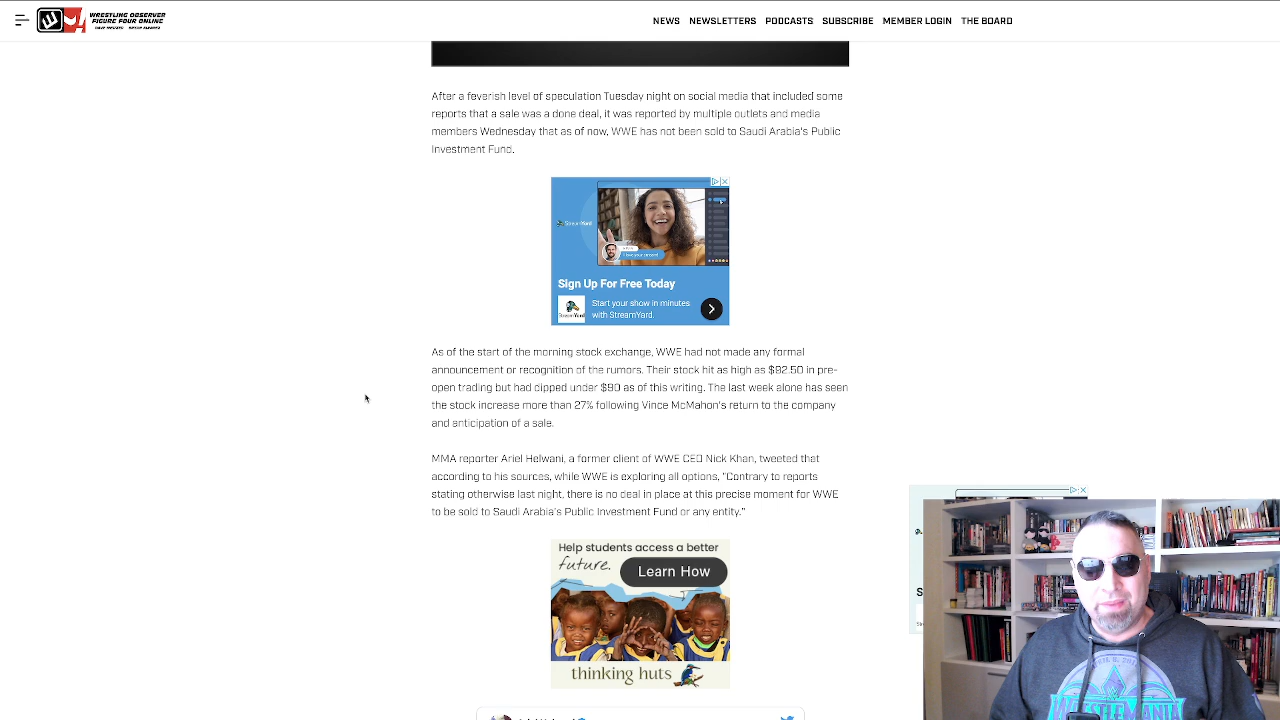 WRESTLING OBSERVER
FIGURE FOUR ONLINE
NEWS NEWSLETTERS PODCASTS SUBSCRIBE MEMBER LOGIN THE BOARD
After a feverish level of speculation Tuesday night on social media that included some
reports that a sale was a done deal, it was reported by multiple outlets and media
members Wednesday that as of now, WWE has not been sold to Saudi Arabia's Public
Investment Fund.
StreamYard
Sign Up For Free Today
Start your show in minutes
with StreamYard.
StreamYard
As of the start of the morning stock exchange, WWE had not made any formal
announcement or recognition of the rumors. Their stock hit as high as $92.50 in pre-
open trading but had dipped under $90 as of this writing. The last week alone has seen
the stock increase more than 27% following Vince McMahon's return to the company
and anticipation of a sale.
MMA reporter Ariel Helwani, a former client of WWE CEO Nick Khan, tweeted that
according to his sources, while WWE is exploring all options, "Contrary to reports
stating otherwise last night, there is no deal in place at this precise moment for WWE
to be sold to Saudi Arabia's Public Investment Fund or any entity."
Help students access a better
future.
Learn How
thinking huts